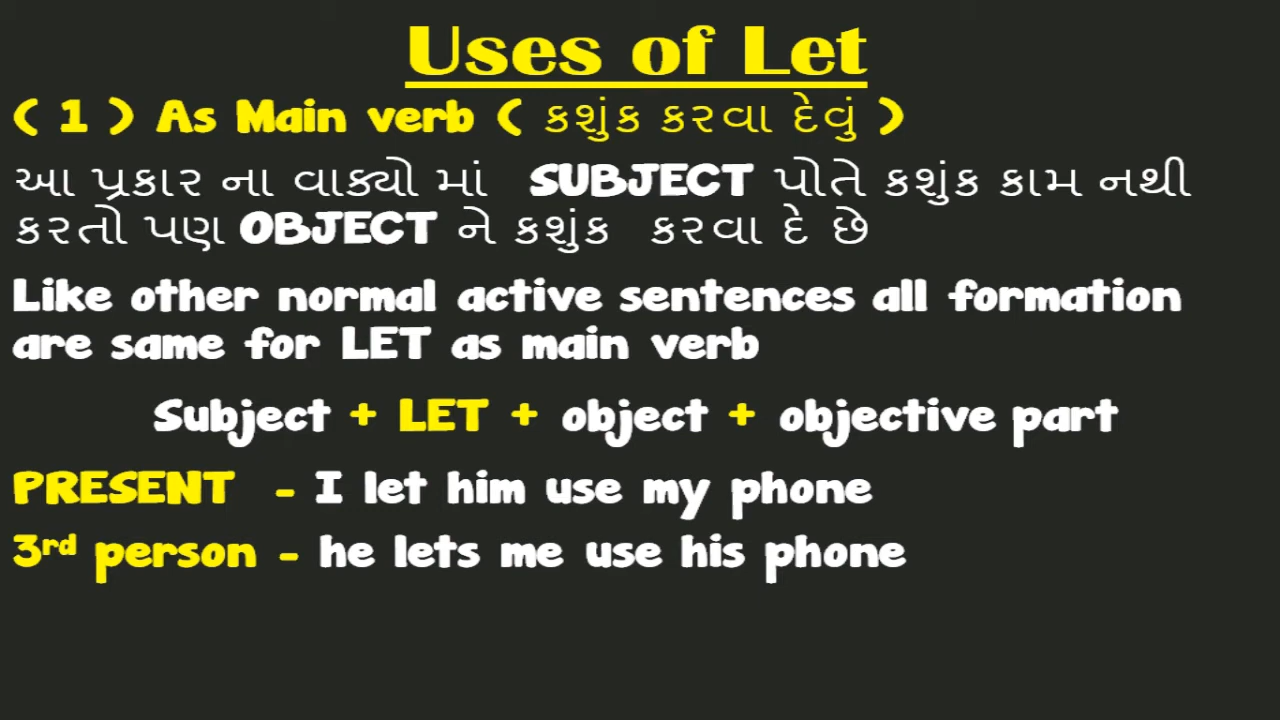 Uses of Let
( 1 ) As Main verb ( કશુંક કરવા દેવું )
આ પ્રકાર ના વાક્યો માં SUBJECT પોતે કશુંક કામ નથી
કરતો પણ OBJECT ને કશુંક કરવા દે છે
Like other normal active sentences all formation
are same for LET as main verb
Subject + LET + object + objective part
PRESENT - I let him use my phone
3rd person - he lets me use his phone